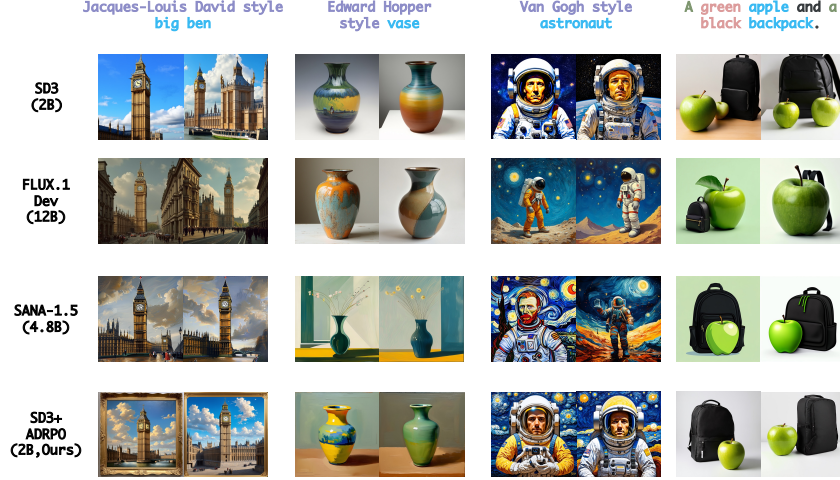 Jacques-Louis David style
big ben
Edward Hopper
style vase
Van Gogh style
astronaut
A green apple and a
black backpack.
SD3
(2B)
FLUX.1
Dev
(12B)
SANA-1.5
(4.8B)
SD3+
ADRPO
(2B,Ours)